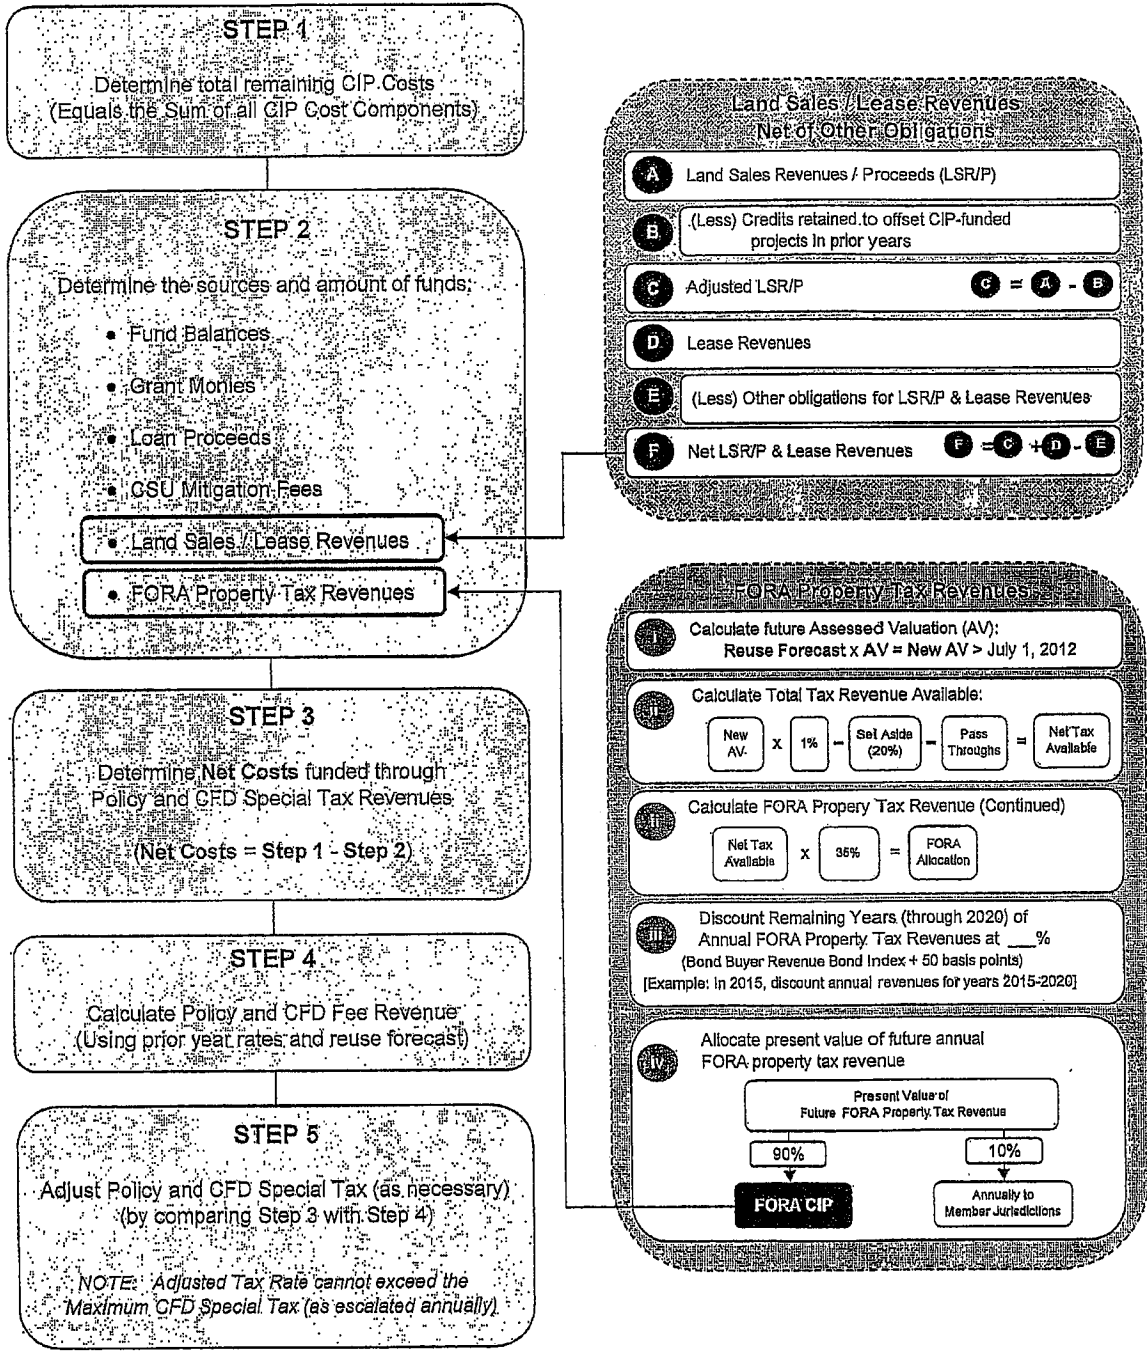 STEP 1
Determine total remaining CIP Costs
(Equals the Sum of all CIP Cost Components)
STEP 2
Determine the sources and amount of funds:
• Fund Balances
• Grant Monies
• Loan Proceeds
• CSU Mitigation Fees
• Land Sales / Lease Revenues
• FORA Property Tax Revenues
STEP 3
Determine Net Costs funded through
Policy and CFD Special Tax Revenues
(Net Costs = Step 1 - Step 2)
STEP 4
Calculate Policy and CFD Fee Revenue
(Using prior year rates and reuse forecast)
STEP 5
Adjust Policy and CFD Special Tax (as necessary)
(by comparing Step 3 with Step 4)
NOTE: Adjusted Tax Rate cannot exceed the
Maximum CFD Special Tax (as escalated annually)
Land Sales / Lease Revenues
Net of Other Obligations
A Land Sales Revenues / Proceeds (LSR/P)
B (Less) Credits retained to offset CIP-funded
projects in prior years
C Adjusted LSR/P C = A - B
D Lease Revenues
E (Less) Other obligations for LSR/P & Lease Revenues
F Net LSR/P & Lease Revenues F = C + D - E
FORA Property Tax Revenues
i Calculate future Assessed Valuation (AV):
Reuse Forecast x AV = New AV > July 1, 2012
ii Calculate Total Tax Revenue Available:
New AV x 1% - Set Aside (20%) - Pass Throughs = Net Tax Available
Calculate FORA Propery Tax Revenue (Continued)
Net Tax Available x 35% = FORA Allocation
iii Discount Remaining Years (through 2020) of
Annual FORA Property Tax Revenues at ___%
(Bond Buyer Revenue Bond Index + 50 basis points)
[Example: In 2015, discount annual revenues for years 2015-2020]
iv Allocate present value of future annual
FORA property tax revenue
Present Value of
Future FORA Property Tax Revenue
90% 10%
FORA CIP
Annually to
Member Jurisdictions